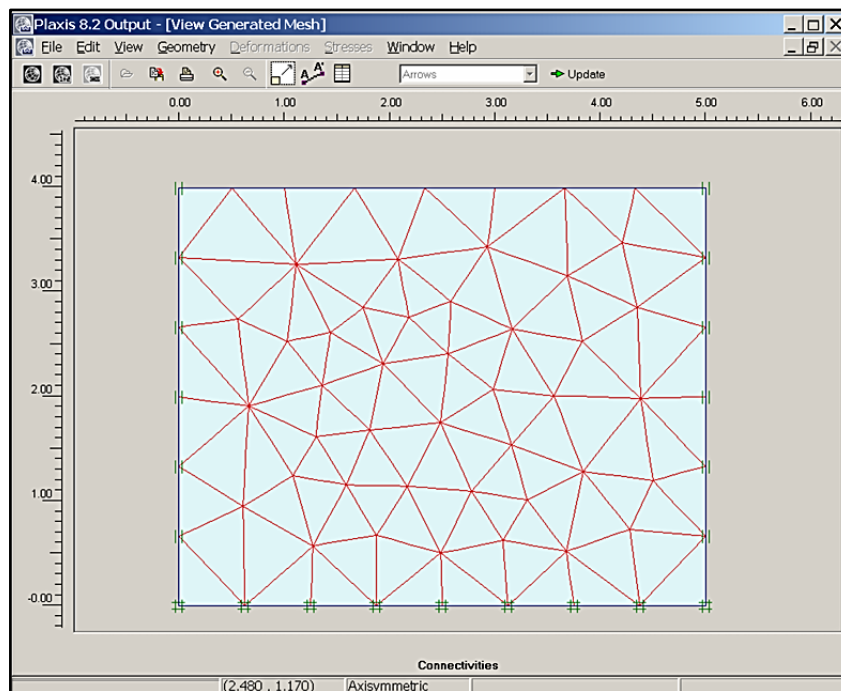 Plaxis 8.2 Output - [View Generated Mesh]
File Edit View Geometry Deformations Stresses Window Help
Arrows Update
0.00 1.00 2.00 3.00 4.00 5.00 6.00
4.00
3.00
2.00
1.00
-0.00
Connectivities
(2.480 , 1.170) Axisymmetric